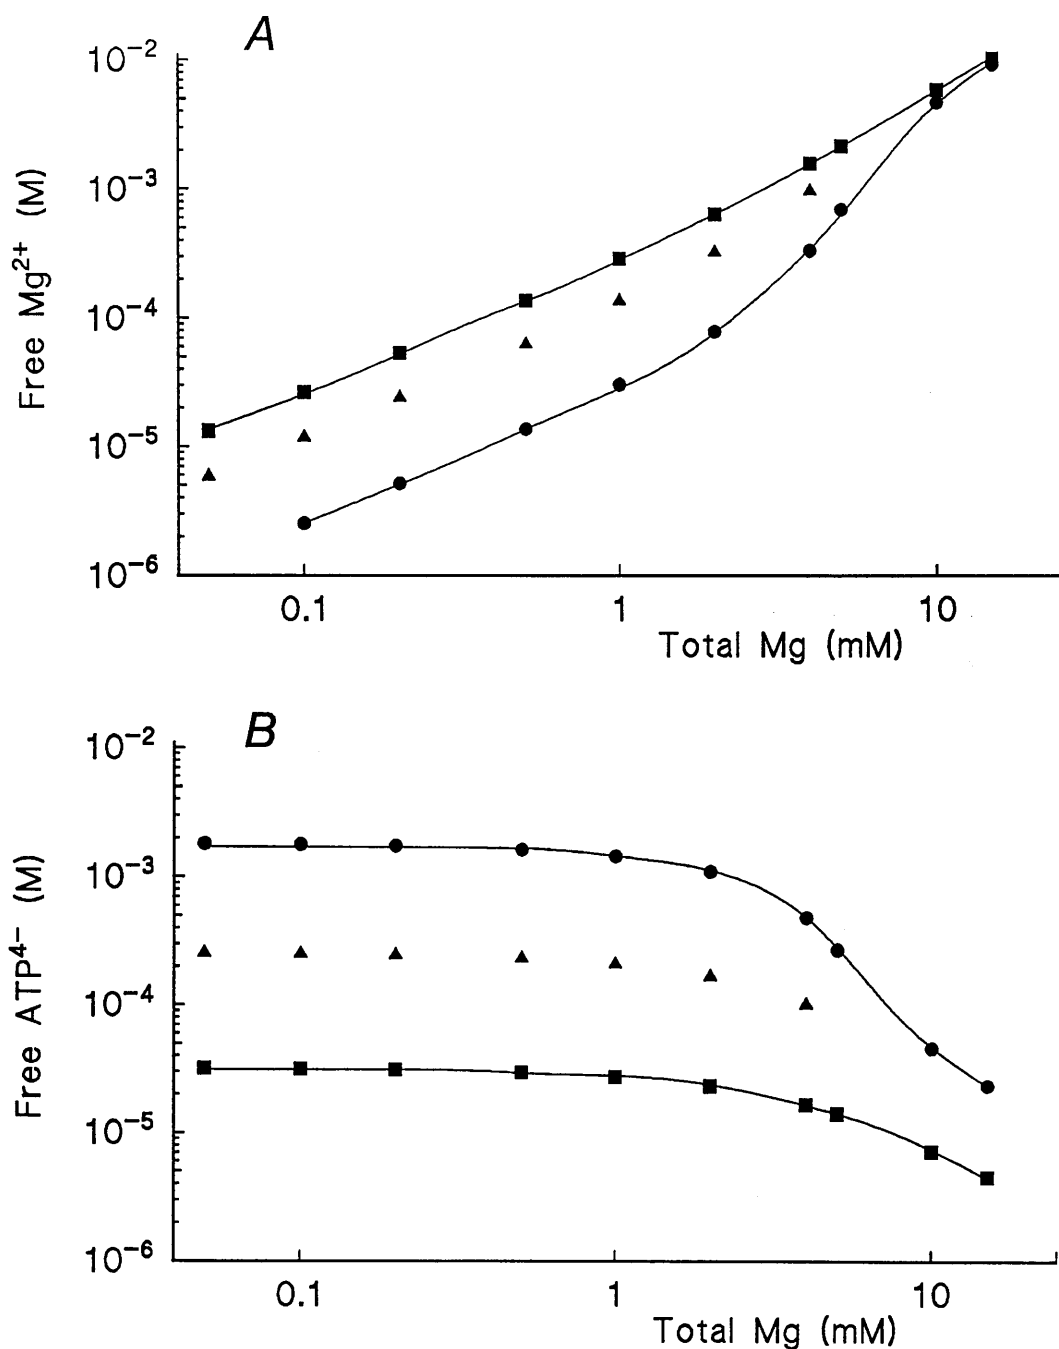 A
10⁻²
10⁻³
10⁻⁴
10⁻⁵
10⁻⁶
Free Mg²⁺ (M)
0.1 1 10
Total Mg (mM)
B
10⁻²
10⁻³
10⁻⁴
10⁻⁵
10⁻⁶
Free ATP⁴⁻ (M)
0.1 1 10
Total Mg (mM)